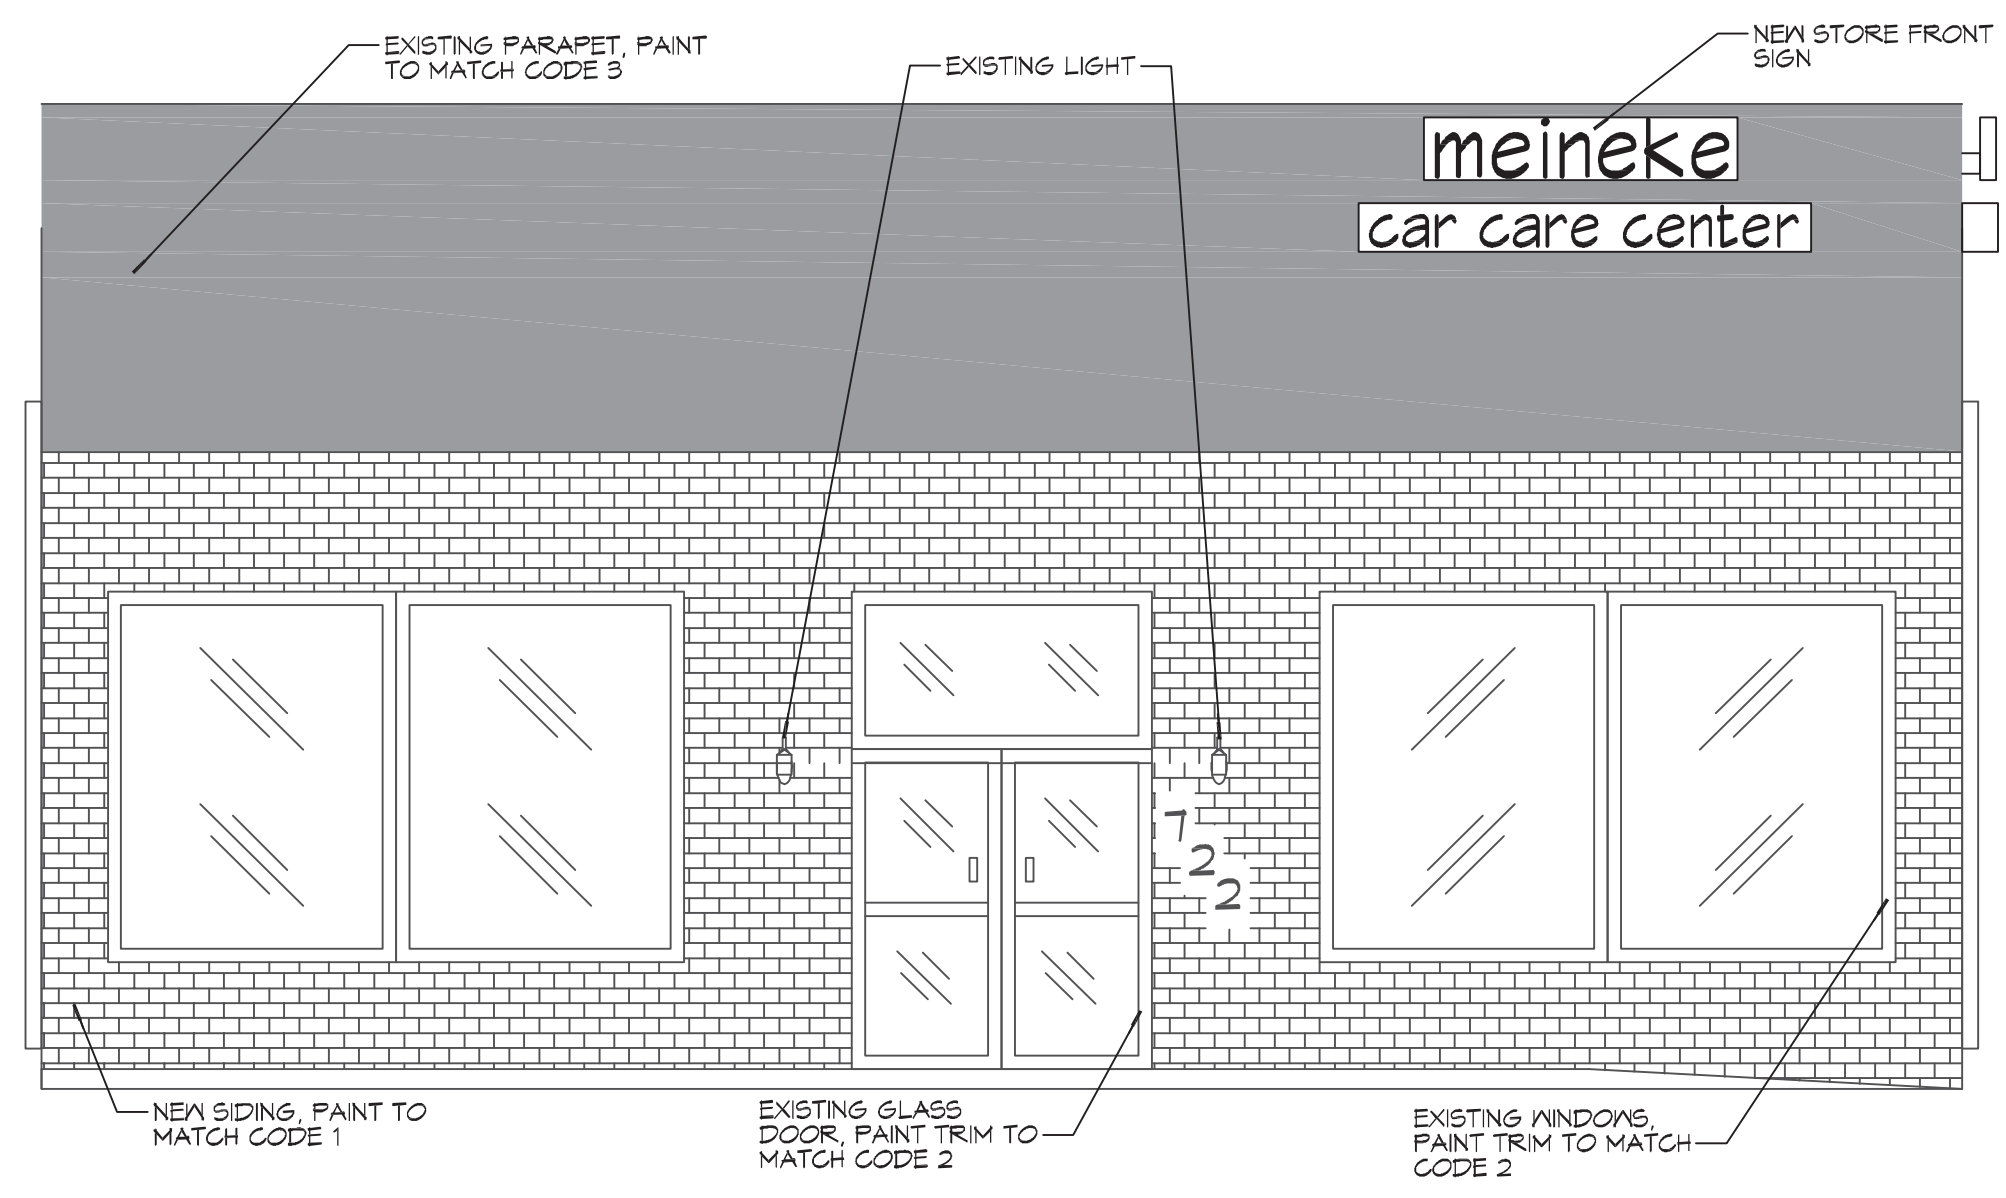 EXISTING PARAPET, PAINT
TO MATCH CODE 3
EXISTING LIGHT
NEW STORE FRONT
SIGN
meineke
car care center
7
2
2
NEW SIDING, PAINT TO
MATCH CODE 1
EXISTING GLASS
DOOR, PAINT TRIM TO
MATCH CODE 2
EXISTING WINDOWS,
PAINT TRIM TO MATCH
CODE 2